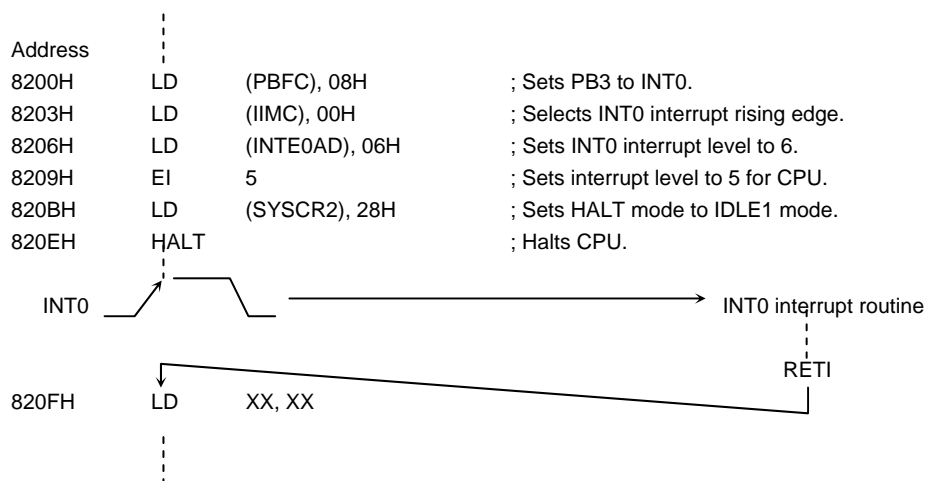 Address
8200H LD (PBFC), 08H ; Sets PB3 to INT0.
8203H LD (IIMC), 00H ; Selects INT0 interrupt rising edge.
8206H LD (INTE0AD), 06H ; Sets INT0 interrupt level to 6.
8209H EI 5 ; Sets interrupt level to 5 for CPU.
820BH LD (SYSCR2), 28H ; Sets HALT mode to IDLE1 mode.
820EH HALT ; Halts CPU.
INT0 INT0 interrupt routine
RETI
820FH LD XX, XX